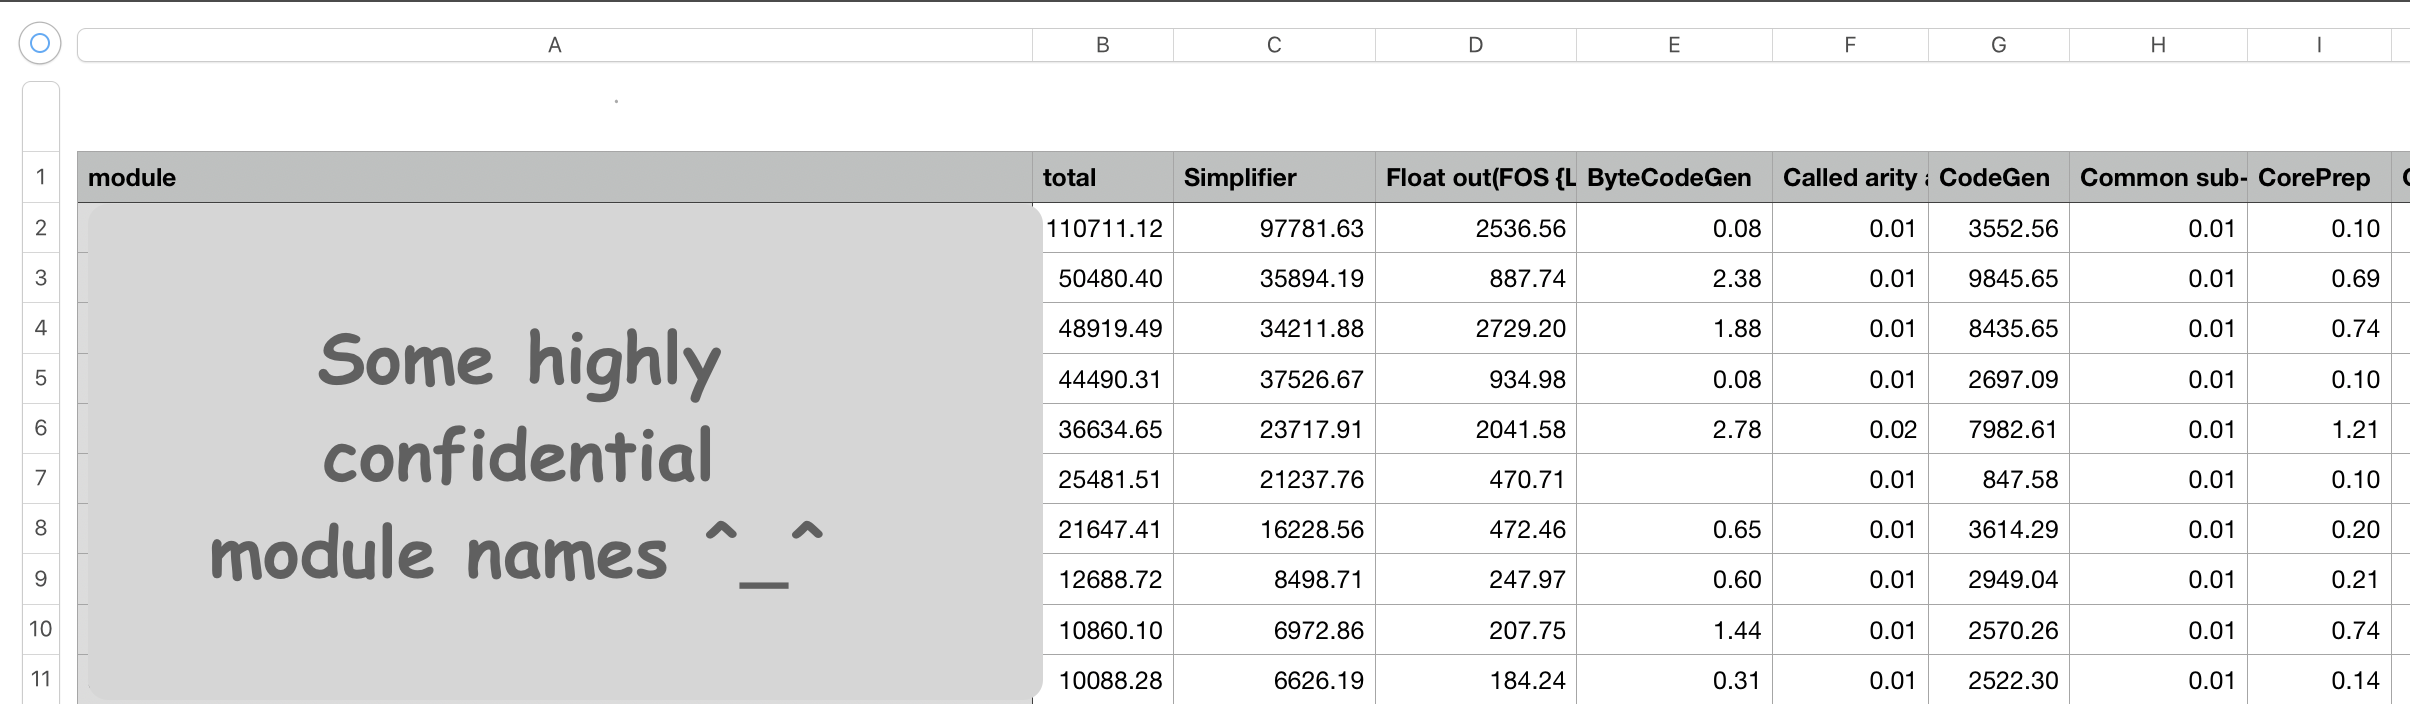 A B C D E F G H I
1 module total Simplifier Float out(FOS {L ByteCodeGen Called arity CodeGen Common sub- CorePrep
2 110711.12 97781.63 2536.56 0.08 0.01 3552.56 0.01 0.10
3 50480.40 35894.19 887.74 2.38 0.01 9845.65 0.01 0.69
4 48919.49 34211.88 2729.20 1.88 0.01 8435.65 0.01 0.74
5 44490.31 37526.67 934.98 0.08 0.01 2697.09 0.01 0.10
6 36634.65 23717.91 2041.58 2.78 0.02 7982.61 0.01 1.21
7 25481.51 21237.76 470.71 0.01 847.58 0.01 0.10
8 21647.41 16228.56 472.46 0.65 0.01 3614.29 0.01 0.20
9 12688.72 8498.71 247.97 0.60 0.01 2949.04 0.01 0.21
10 10860.10 6972.86 207.75 1.44 0.01 2570.26 0.01 0.74
11 10088.28 6626.19 184.24 0.31 0.01 2522.30 0.01 0.14
Some highly
confidential
module names ^_^